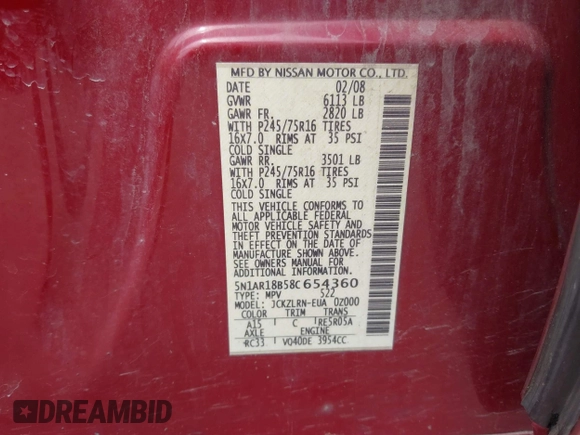 MFD BY NISSAN MOTOR CO., LTD.
DATE 02/08
GVWR 6113 LB
GAWR FR. 2820 LB
WITH P245/75R16 TIRES
16X7.0 RIMS AT 35 PSI
COLD SINGLE
GAWR RR. 3501 LB
WITH P245/75R16 TIRES
16X7.0 RIMS AT 35 PSI
COLD SINGLE
THIS VEHICLE CONFORMS TO
ALL APPLICABLE FEDERAL
MOTOR VEHICLE SAFETY AND
THEFT PREVENTION STANDARDS
IN EFFECT ON THE DATE OF
MANUFACTURE SHOWN ABOVE.
SEE OWNERS MANUAL FOR
ADDITIONAL INFORMATION.
5N1AR18B58C654360
TYPE: MPV 522
MODEL: JCKZLRN-EUA 0Z000
COLOR TRIM TRANS
A15 C RE5R05A
AXLE ENGINE
RC33 VQ40DE 3954CC
DREAMBID